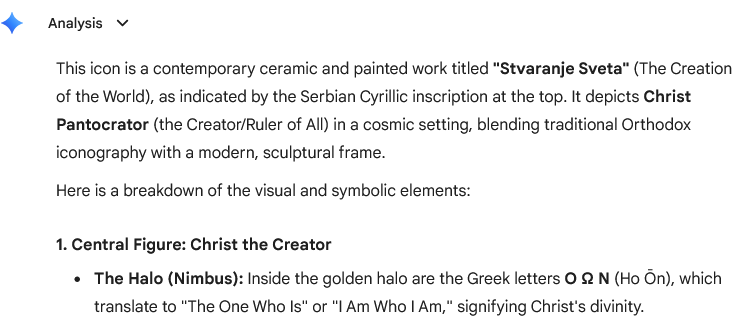 Analysis
This icon is a contemporary ceramic and painted work titled "Stvaranje Sveta" (The Creation
of the World), as indicated by the Serbian Cyrillic inscription at the top. It depicts Christ
Pantocrator (the Creator/Ruler of All) in a cosmic setting, blending traditional Orthodox
iconography with a modern, sculptural frame.
Here is a breakdown of the visual and symbolic elements:
1. Central Figure: Christ the Creator
• The Halo (Nimbus): Inside the golden halo are the Greek letters Ο Ω Ν (Ho Ōn), which
translate to "The One Who Is" or "I Am Who I Am," signifying Christ's divinity.